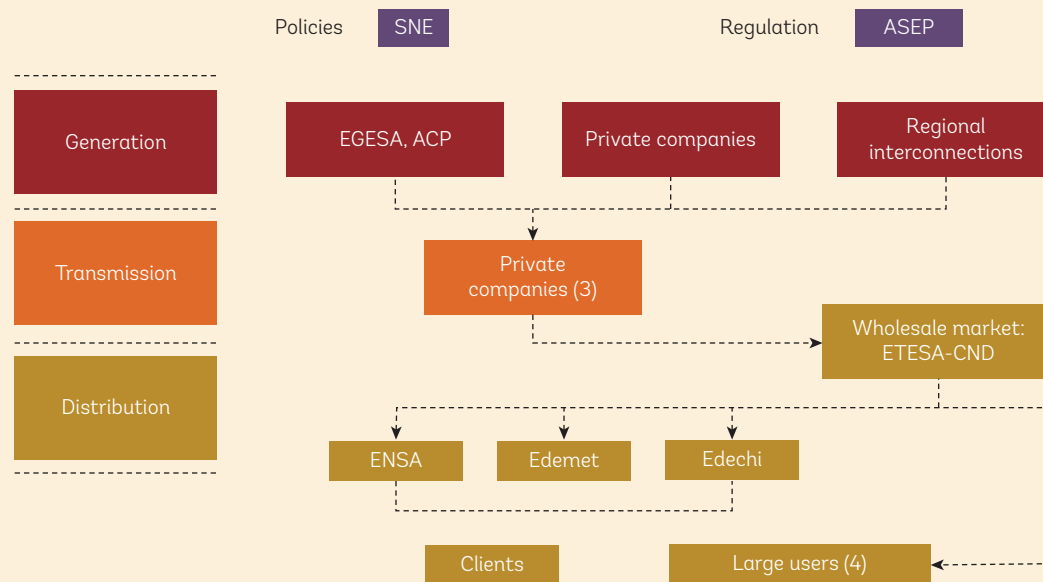 Policies
SNE
Regulation
ASEP
Generation
EGESA, ACP
Private companies
Regional
interconnections
Transmission
Private
companies (3)
Wholesale market:
ETESA-CND
Distribution
ENSA
Edemet
Edechi
Clients
Large users (4)